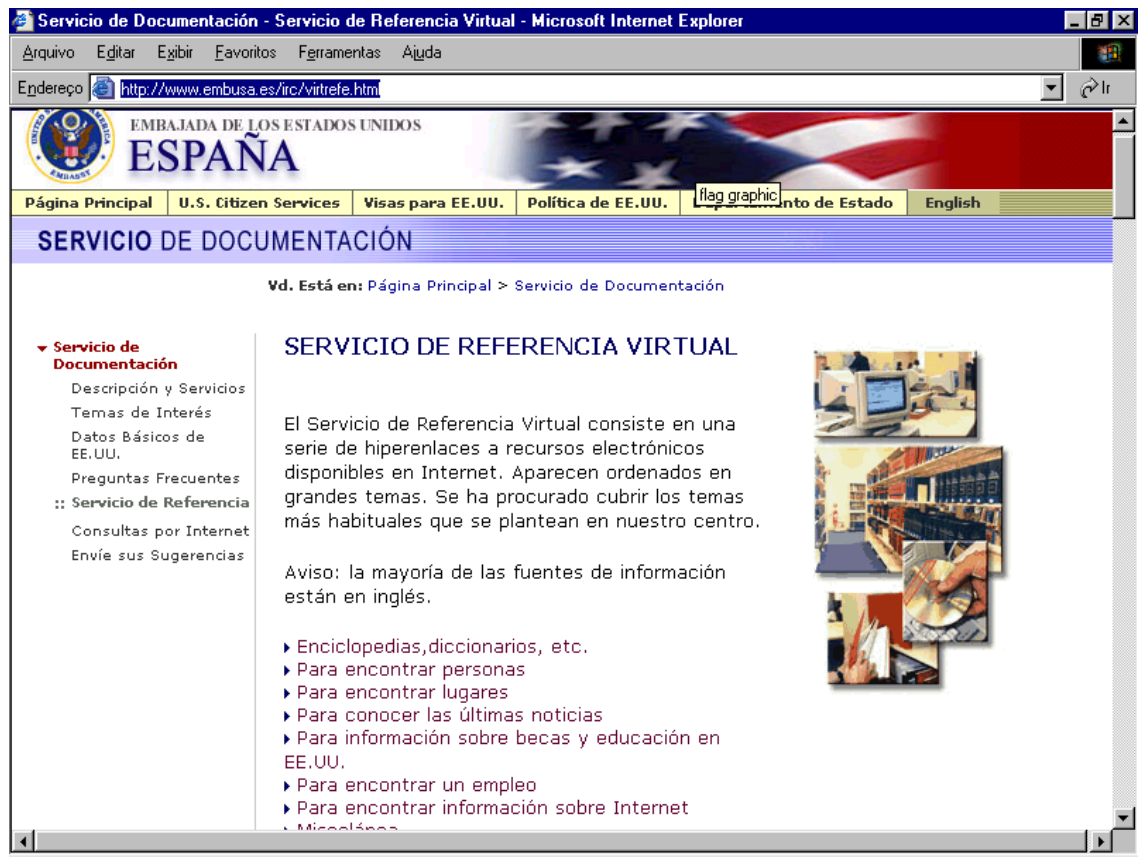 Servicio de Documentación - Servicio de Referencia Virtual - Microsoft Internet Explorer
Arquivo Editar Exibir Favoritos Ferramentas Ajuda
Endereço http://www.embusa.es/irc/virtrefe.html Ir
EMBAJADA DE LOS ESTADOS UNIDOS
ESPAÑA
flag graphic
Página Principal U.S. Citizen Services Visas para EE.UU. Política de EE.UU. Departamento de Estado English
SERVICIO DE DOCUMENTACIÓN
Vd. Está en: Página Principal > Servicio de Documentación
Servicio de
Documentación
Descripción y Servicios
Temas de Interés
Datos Básicos de
EE.UU.
Preguntas Frecuentes
:: Servicio de Referencia
Consultas por Internet
Envíe sus Sugerencias
SERVICIO DE REFERENCIA VIRTUAL
El Servicio de Referencia Virtual consiste en una
serie de hiperenlaces a recursos electrónicos
disponibles en Internet. Aparecen ordenados en
grandes temas. Se ha procurado cubrir los temas
más habituales que se plantean en nuestro centro.
Aviso: la mayoría de las fuentes de información
están en inglés.
Enciclopedias,diccionarios, etc.
Para encontrar personas
Para encontrar lugares
Para conocer las últimas noticias
Para información sobre becas y educación en
EE.UU.
Para encontrar un empleo
Para encontrar información sobre Internet
Miscelánea